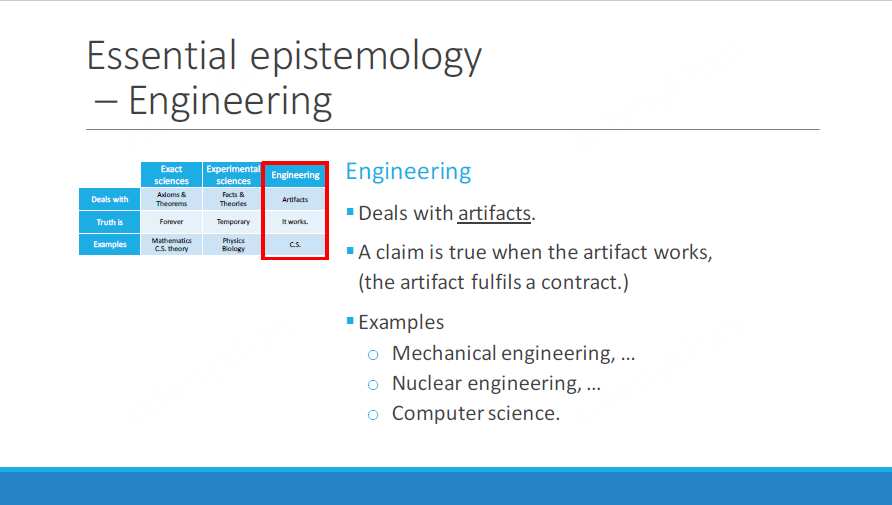 Essential epistemology
– Engineering
Exact sciences Experimental sciences Engineering
Deals with Axioms & Theorems Facts & Theories Artifacts
Truth is Forever Temporary It works.
Examples Mathematics C.S. theory Physics Biology C.S.
Engineering
▪ Deals with artifacts.
▪ A claim is true when the artifact works,
(the artifact fulfils a contract.)
▪ Examples
o Mechanical engineering, ...
o Nuclear engineering, ...
o Computer science.